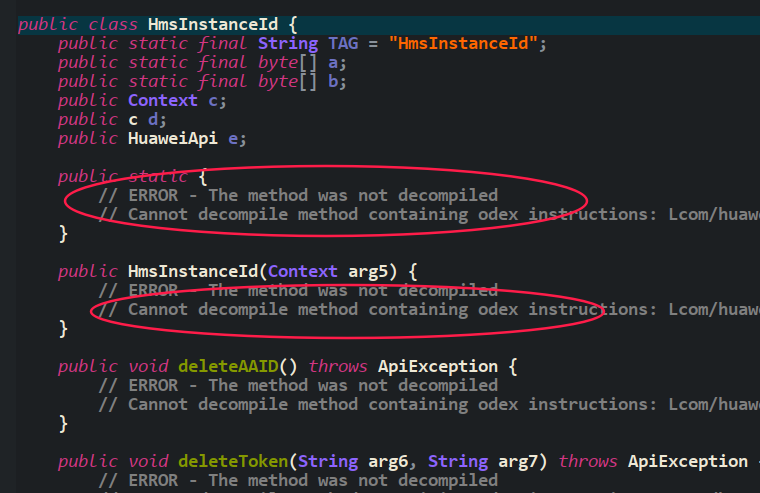 public class HmsInstanceId {
public static final String TAG = "HmsInstanceId";
public static final byte[] a;
public static final byte[] b;
public Context c;
public c d;
public HuaweiApi e;
public static {
// ERROR - The method was not decompiled
// Cannot decompile method containing odex instructions: Lcom/huawe
}
public HmsInstanceId(Context arg5) {
// ERROR - The method was not decompiled
// Cannot decompile method containing odex instructions: Lcom/huawe
}
public void deleteAAID() throws ApiException {
// ERROR - The method was not decompiled
// Cannot decompile method containing odex instructions: Lcom/huawe
}
public void deleteToken(String arg6, String arg7) throws ApiException
// ERROR - The method was not decompiled